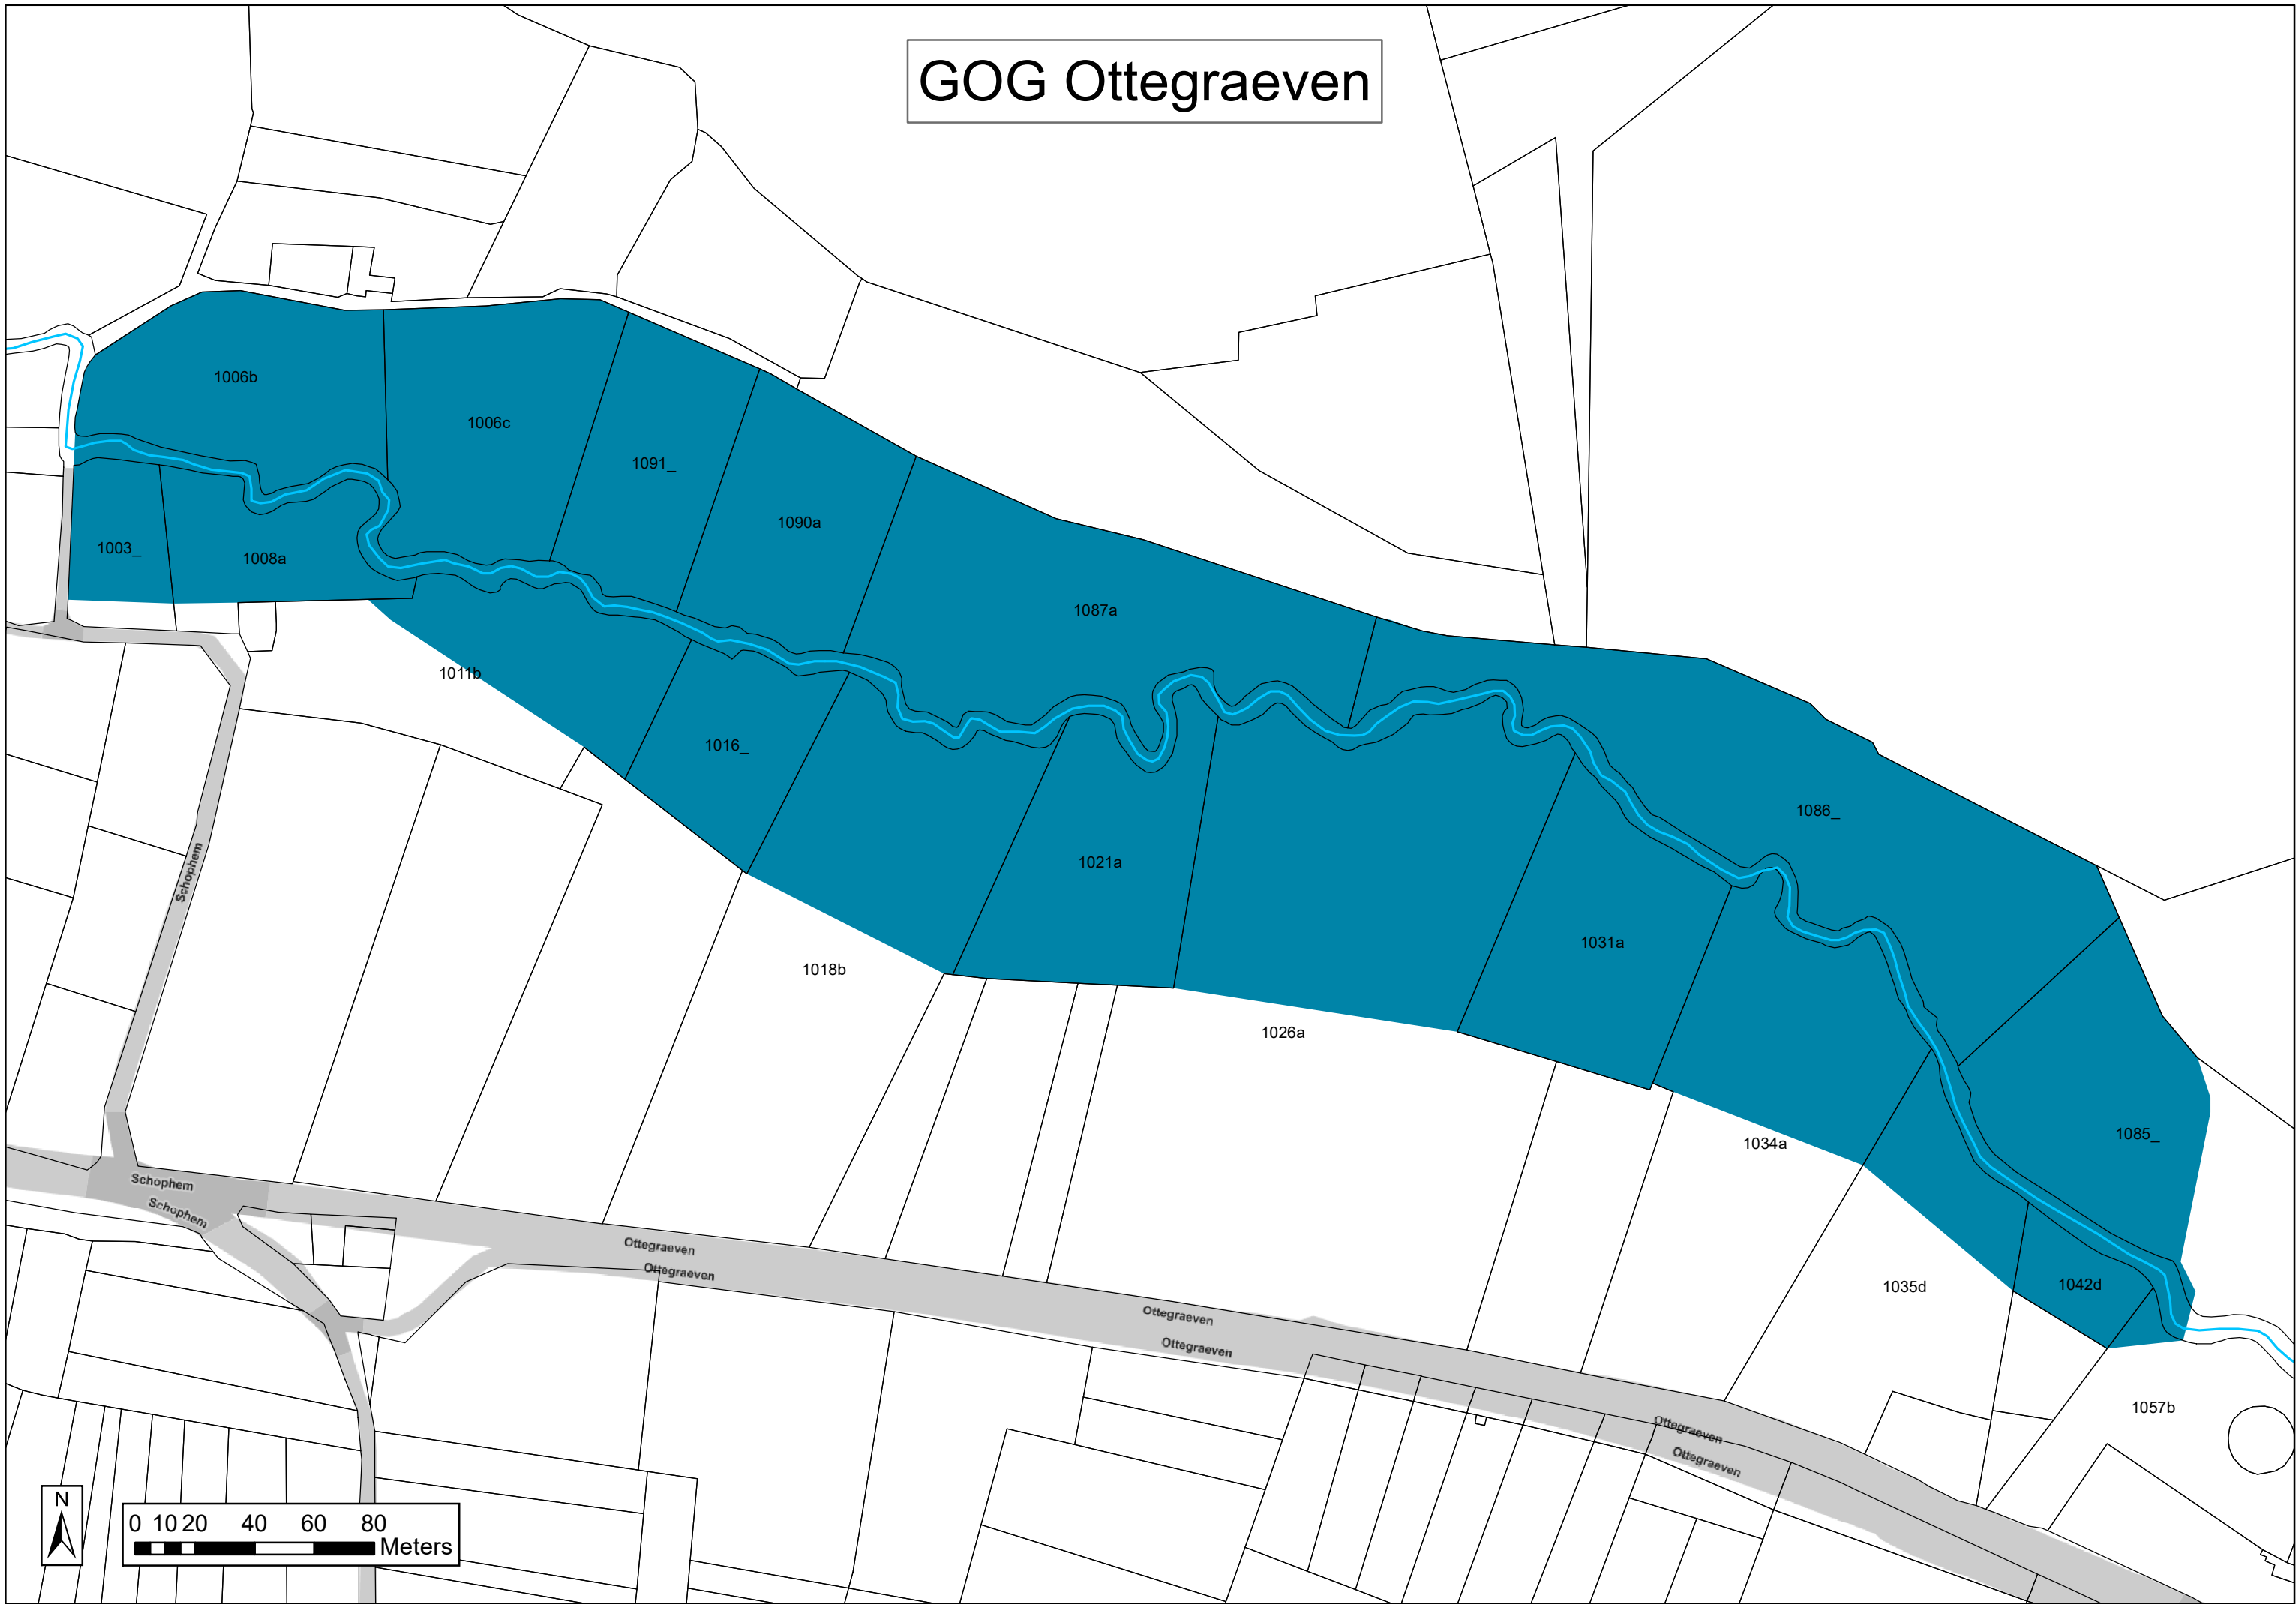 GOG Ottegraeven
1006b
1006c
1091_
1090a
1003_
1008a
1087a
1011b
1016_
1086_
1021a
Schophem
1031a
1018b
1026a
1085_
1034a
Schophem
Schophem
Ottegraeven
Ottegraeven
1035d
1042d
Ottegraeven
Ottegraeven
1057b
Ottegraeven
Ottegraeven
N
0 10 20 40 60 80
Meters